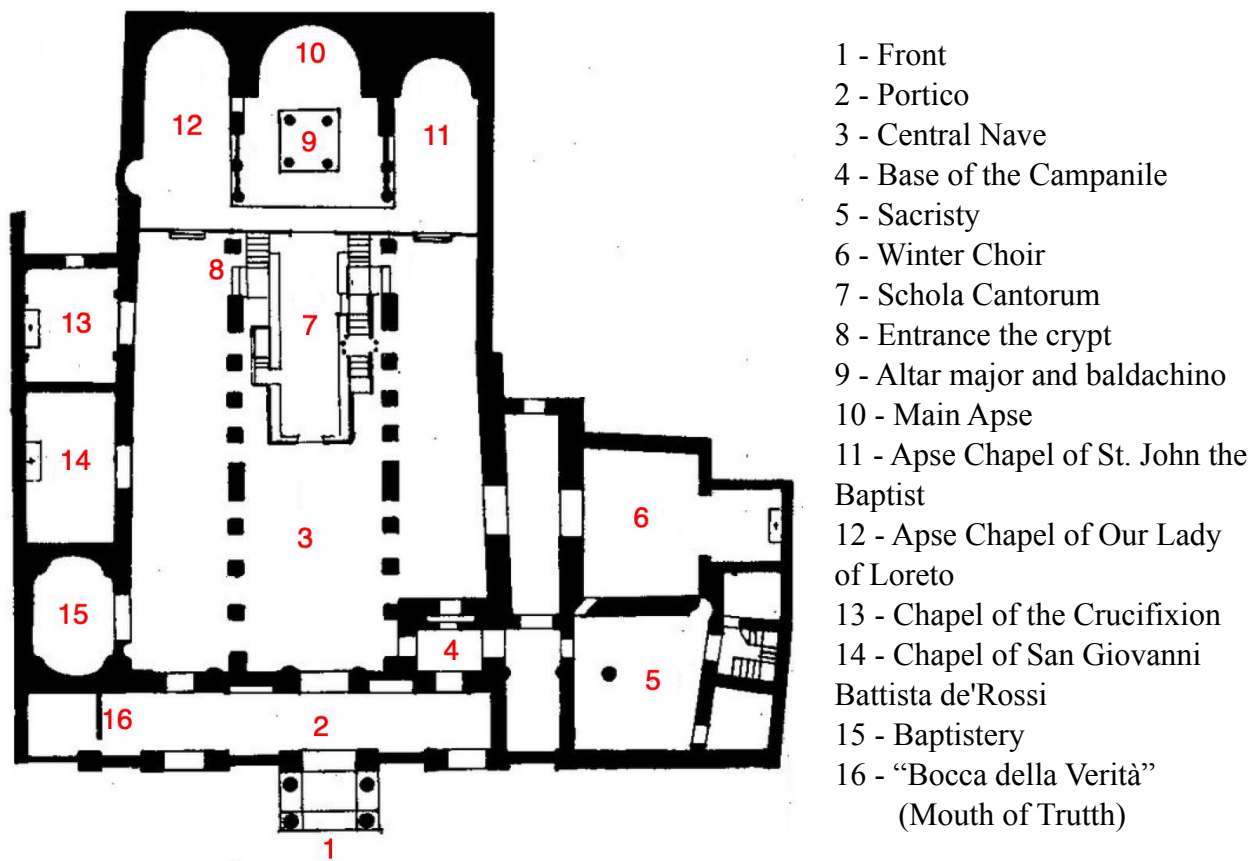 10
12
11
9
8
7
13
14
6
3
15
4
5
16
2
1
1 - Front
2 - Portico
3 - Central Nave
4 - Base of the Campanile
5 - Sacristy
6 - Winter Choir
7 - Schola Cantorum
8 - Entrance the crypt
9 - Altar major and baldachino
10 - Main Apse
11 - Apse Chapel of St. John the
Baptist
12 - Apse Chapel of Our Lady
of Loreto
13 - Chapel of the Crucifixion
14 - Chapel of San Giovanni
Battista de'Rossi
15 - Baptistery
16 - “Bocca della Verità”
(Mouth of Trutth)